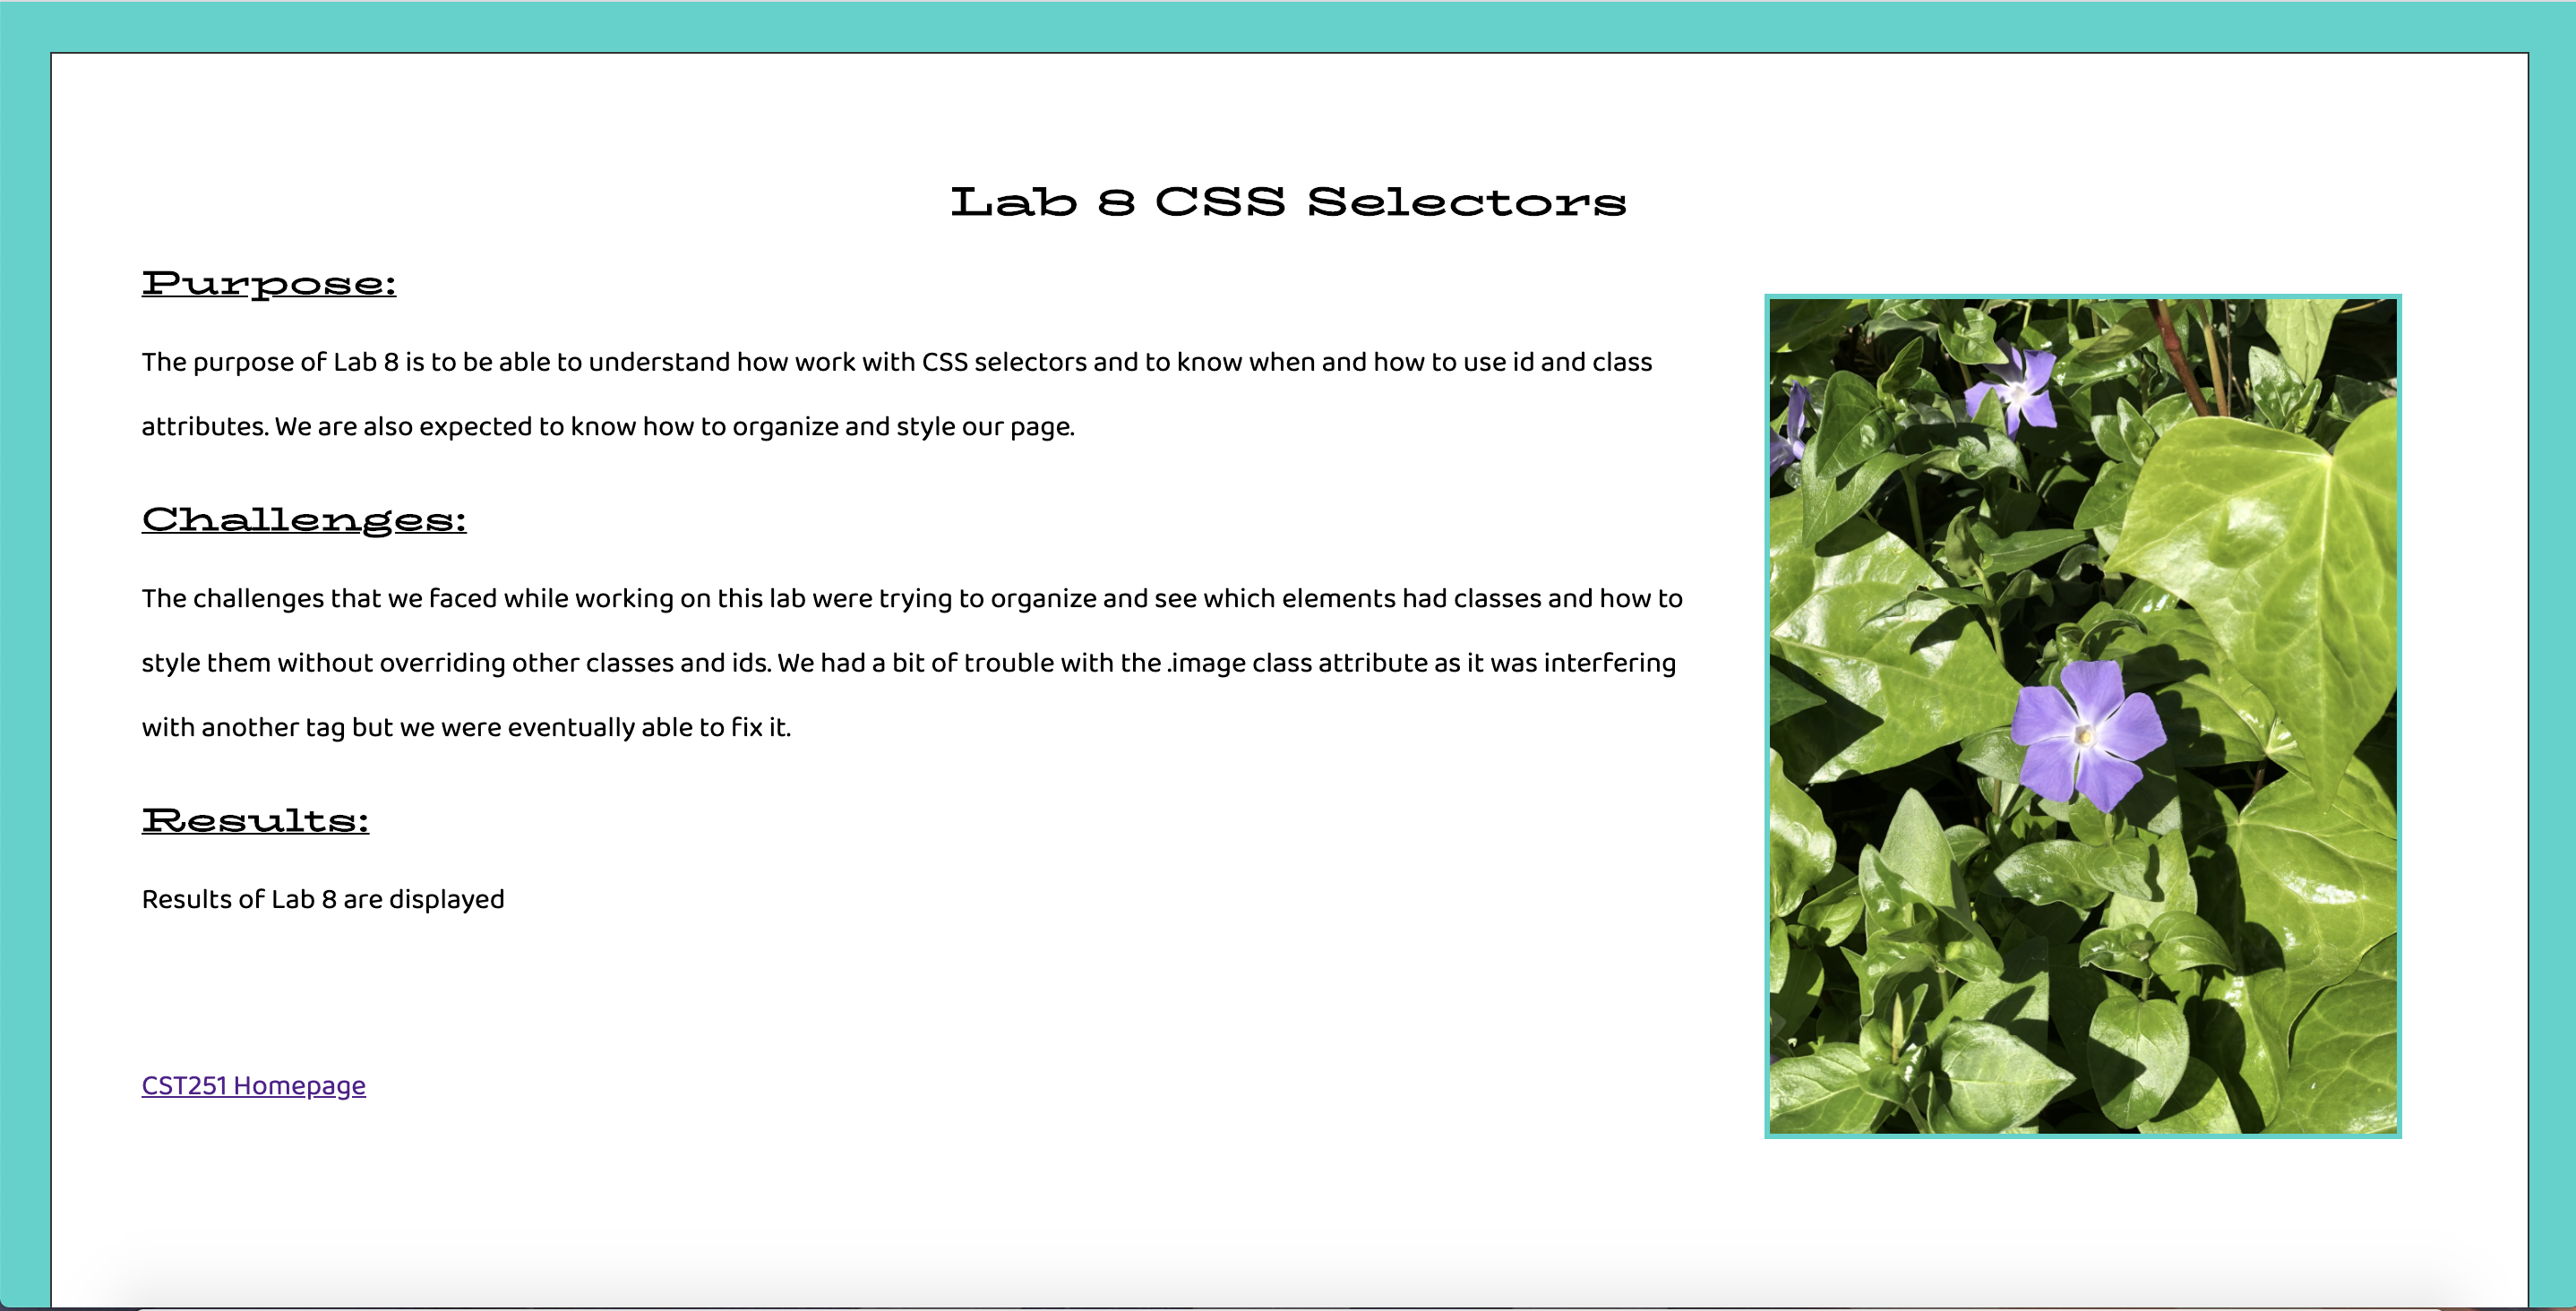 Lab 8 CSS Selectors
Purpose:
The purpose of Lab 8 is to be able to understand how work with CSS selectors and to know when and how to use id and class
attributes. We are also expected to know how to organize and style our page.
Challenges:
The challenges that we faced while working on this lab were trying to organize and see which elements had classes and how to
style them without overriding other classes and ids. We had a bit of trouble with the .image class attribute as it was interfering
with another tag but we were eventually able to fix it.
Results:
Results of Lab 8 are displayed
CST251 Homepage